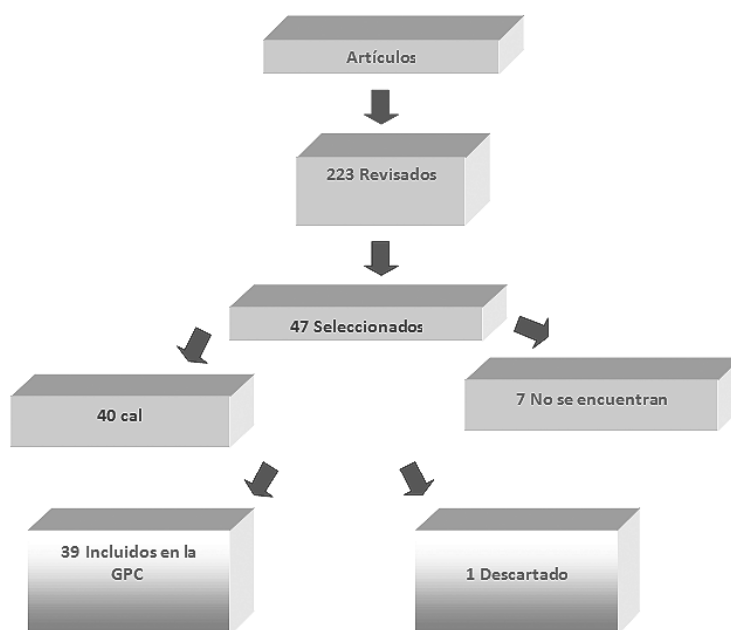 Artículos
223 Revisados
47 Seleccionados
40 cal
7 No se encuentran
39 Incluidos en la
GPC
1 Descartado